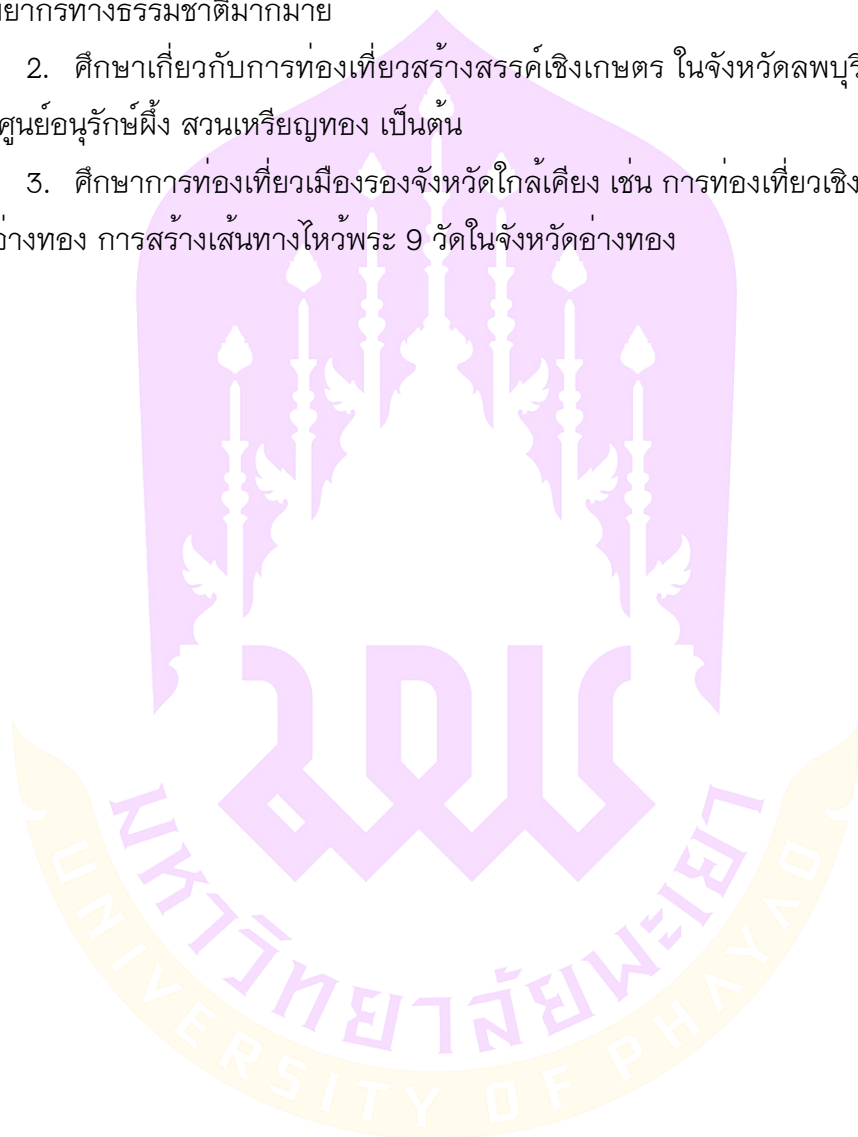 ยากรทางธรรมชาติมากมาย
2. ศึกษาเกี่ยวกับการท่องเที่ยวสร้างสรรค์เชิงเกษตร ในจังหวัดลพบุรี
ศูนย์อนุรักษ์ผึ้ง สวนเหรียญทอง เป็นต้น
3. ศึกษาการท่องเที่ยวเมืองรองจังหวัดใกล้เคียง เช่น การท่องเที่ยวเชิง
อ่างทอง การสร้างเส้นทางไหว้พระ 9 วัดในจังหวัดอ่างทอง
มพ
มหาวิทยาลัยพะเยา
UNIVERSITY OF PHAYAO